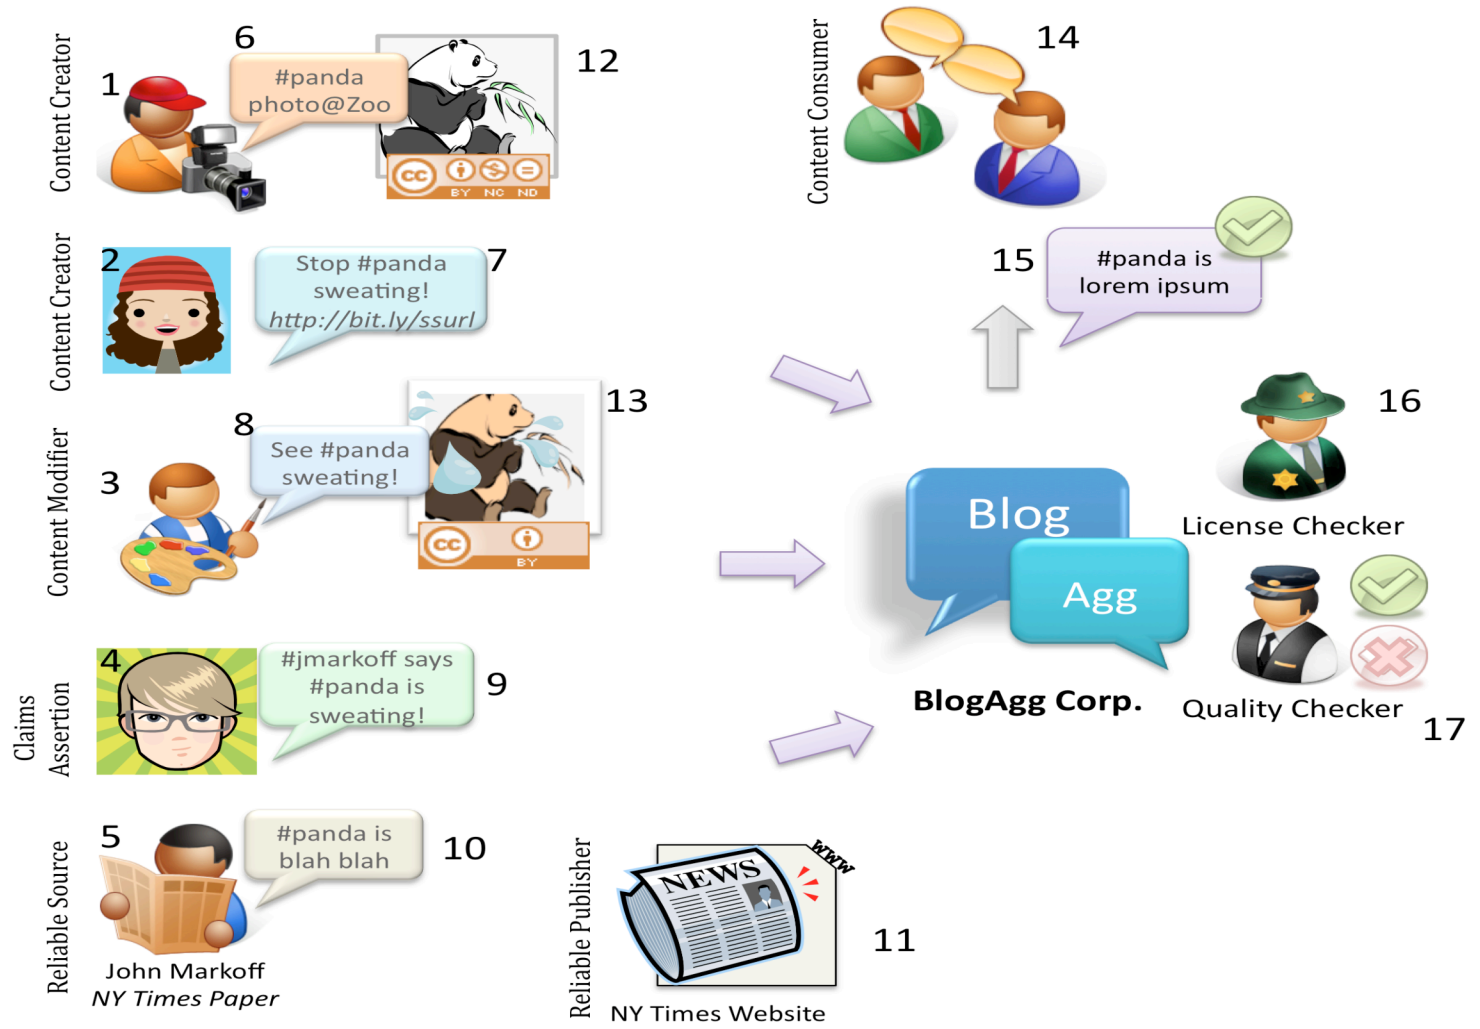 Content Creator
1
6
#panda
photo@Zoo
12
cc
BY NC ND
Content Consumer
14
Content Creator
2
Stop #panda
sweating!
http://bit.ly/ssurl
7
15
#panda is
lorem ipsum
Content Modifier
3
8
See #panda
sweating!
13
cc
BY
16
License Checker
Blog
Agg
BlogAgg Corp.
Quality Checker
17
Claims
Assertion
4
#jmarkoff says
#panda is
sweating!
9
Reliable Source
5
#panda is
blah blah
10
John Markoff
NY Times Paper
Reliable Publisher
NEWS
www
11
NY Times Website